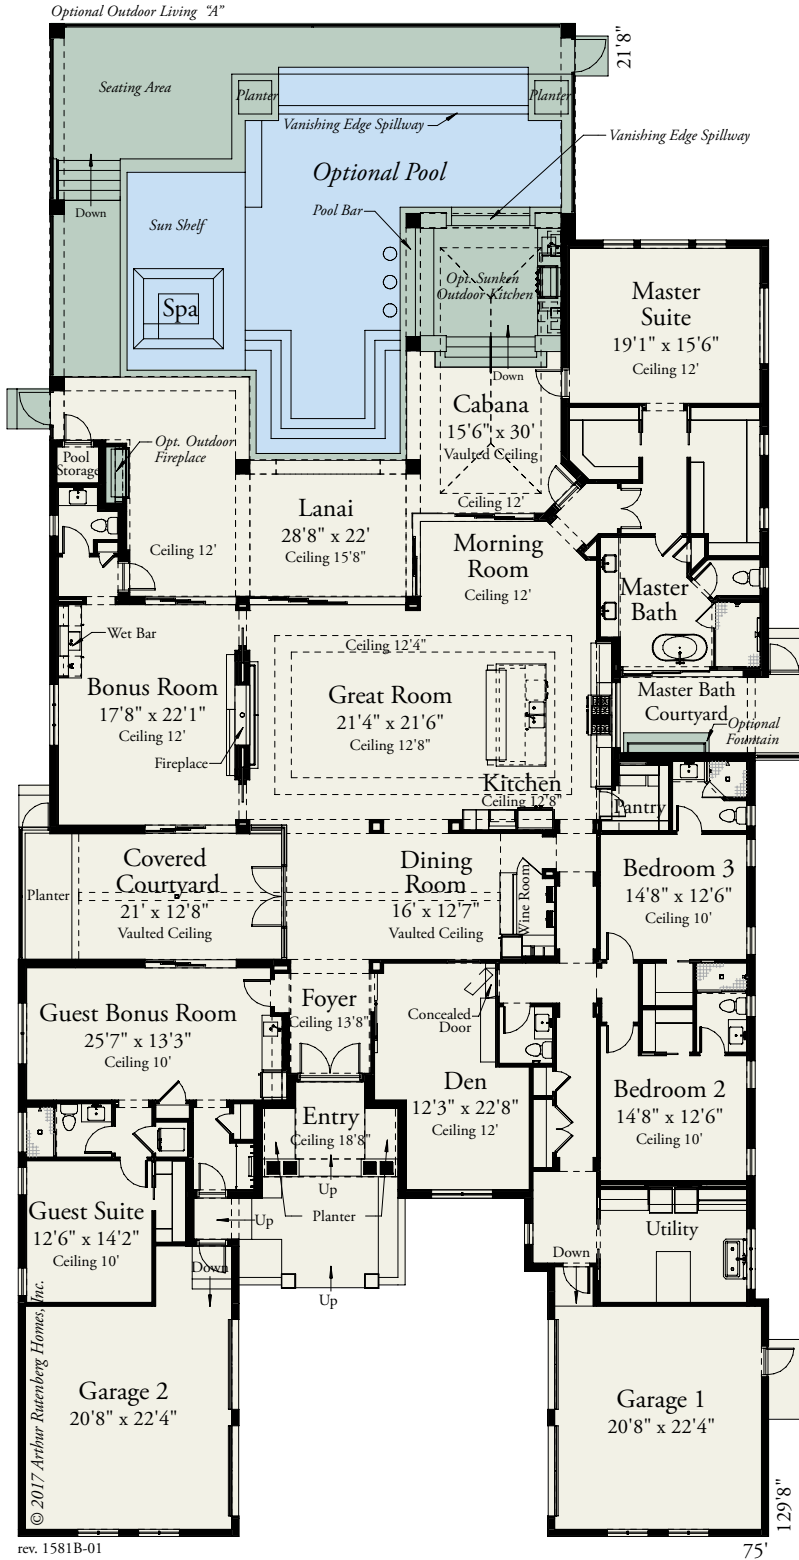 Optional Outdoor Living "A"
21'8"
Seating Area
Planter
Planter
Vanishing Edge Spillway
Vanishing Edge Spillway
Optional Pool
Down
Sun Shelf
Pool Bar
Spa
Opt. Sunken
Outdoor Kitchen
Master
Suite
19'1" x 15'6"
Ceiling 12'
Down
Cabana
15'6" x 30'
Vaulted Ceiling
Ceiling 12'
Opt. Outdoor
Fireplace
Pool
Storage
Lanai
28'8" x 22'
Ceiling 15'8"
Ceiling 12'
Morning
Room
Ceiling 12'
Master
Bath
Wet Bar
Ceiling 12'4"
Bonus Room
17'8" x 22'1"
Ceiling 12'
Fireplace
Great Room
21'4" x 21'6"
Ceiling 12'8"
Master Bath
Courtyard
Optional
Fountain
Kitchen
Ceiling 12'8"
Pantry
Covered
Courtyard
21' x 12'8"
Vaulted Ceiling
Planter
Dining
Room
16' x 12'7"
Vaulted Ceiling
Wine Room
Bedroom 3
14'8" x 12'6"
Ceiling 10'
Guest Bonus Room
25'7" x 13'3"
Ceiling 10'
Foyer
Ceiling 13'8"
Concealed
Door
Den
12'3" x 22'8"
Ceiling 12'
Bedroom 2
14'8" x 12'6"
Ceiling 10'
Entry
Ceiling 18'8"
Up
Planter
Guest Suite
12'6" x 14'2"
Ceiling 10'
Up
Down
Up
Utility
Down
Garage 2
20'8" x 22'4"
Garage 1
20'8" x 22'4"
© 2017 Arthur Rutenberg Homes, Inc.
129'8"
rev. 1581B-01
75'